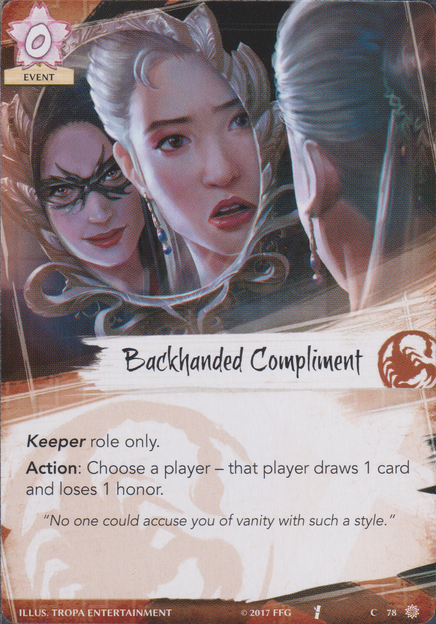 0
EVENT
Backhanded Compliment
Keeper role only.
Action: Choose a player – that player draws 1 card
and loses 1 honor.
“No one could accuse you of vanity with such a style.”
ILLUS. TROPA ENTERTAINMENT © 2017 FFG C 78